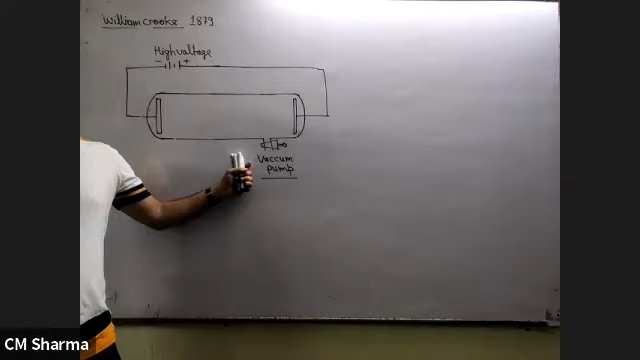 William Crooks 1879
High voltage
- +
Vaccum
pump
CM Sharma